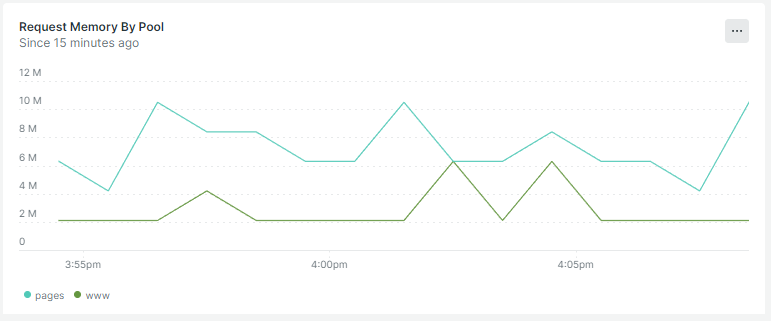 Request Memory By Pool
Since 15 minutes ago
...
12 M
10 M
8 M
6 M
4 M
2 M
0
3:55pm 4:00pm 4:05pm
pages www